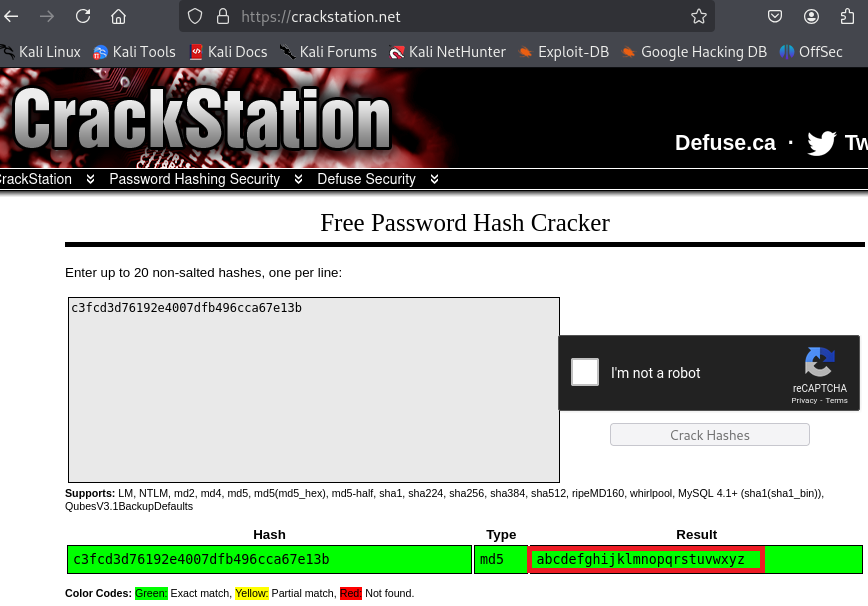 https://crackstation.net
Kali Linux Kali Tools Kali Docs Kali Forums Kali NetHunter Exploit-DB Google Hacking DB OffSec
CrackStation
Defuse.ca · Tw
CrackStation Password Hashing Security Defuse Security
Free Password Hash Cracker
Enter up to 20 non-salted hashes, one per line:
c3fcd3d76192e4007dfb496cca67e13b
I'm not a robot
reCAPTCHA
Privacy - Terms
Crack Hashes
Supports: LM, NTLM, md2, md4, md5, md5(md5_hex), md5-half, sha1, sha224, sha256, sha384, sha512, ripeMD160, whirlpool, MySQL 4.1+ (sha1(sha1_bin)),
QubesV3.1BackupDefaults
Hash Type Result
c3fcd3d76192e4007dfb496cca67e13b md5 abcdefghijklmnopqrstuvwxyz
Color Codes: Green: Exact match, Yellow: Partial match, Red: Not found.